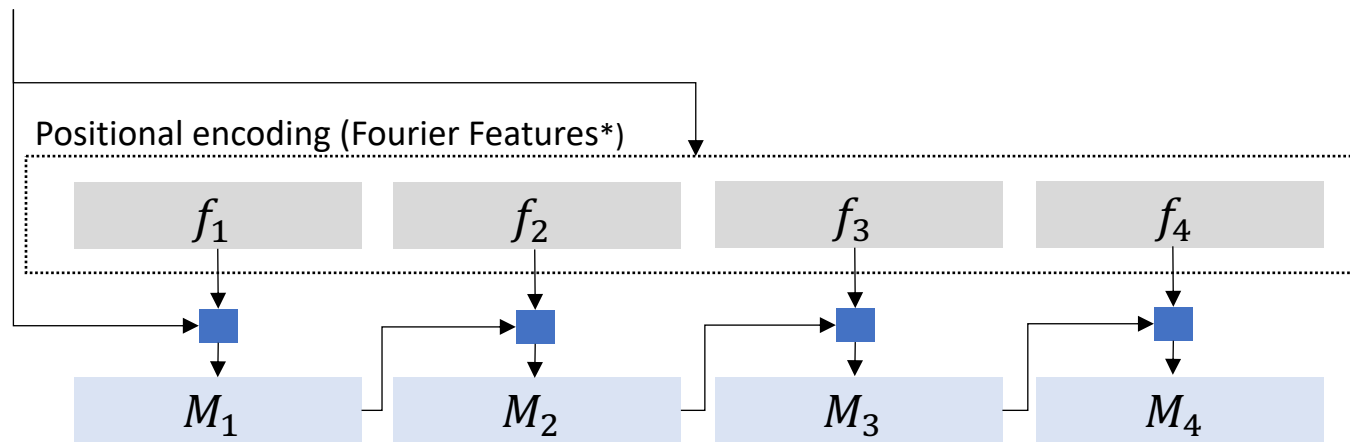 Positional encoding (Fourier Features*)
f₁ f₂ f₃ f₄
M₁ M₂ M₃ M₄